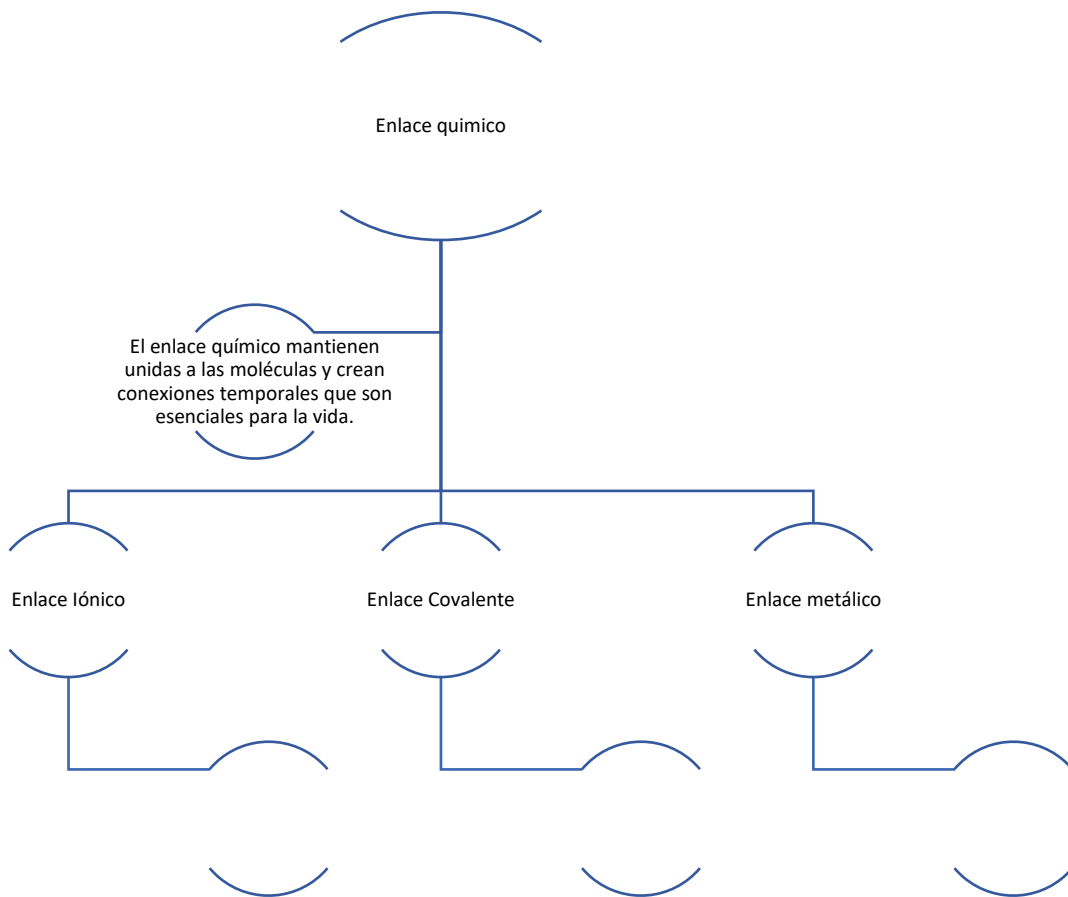 Enlace quimico
El enlace químico mantienen
unidas a las moléculas y crean
conexiones temporales que son
esenciales para la vida.
Enlace Iónico
Enlace Covalente
Enlace metálico